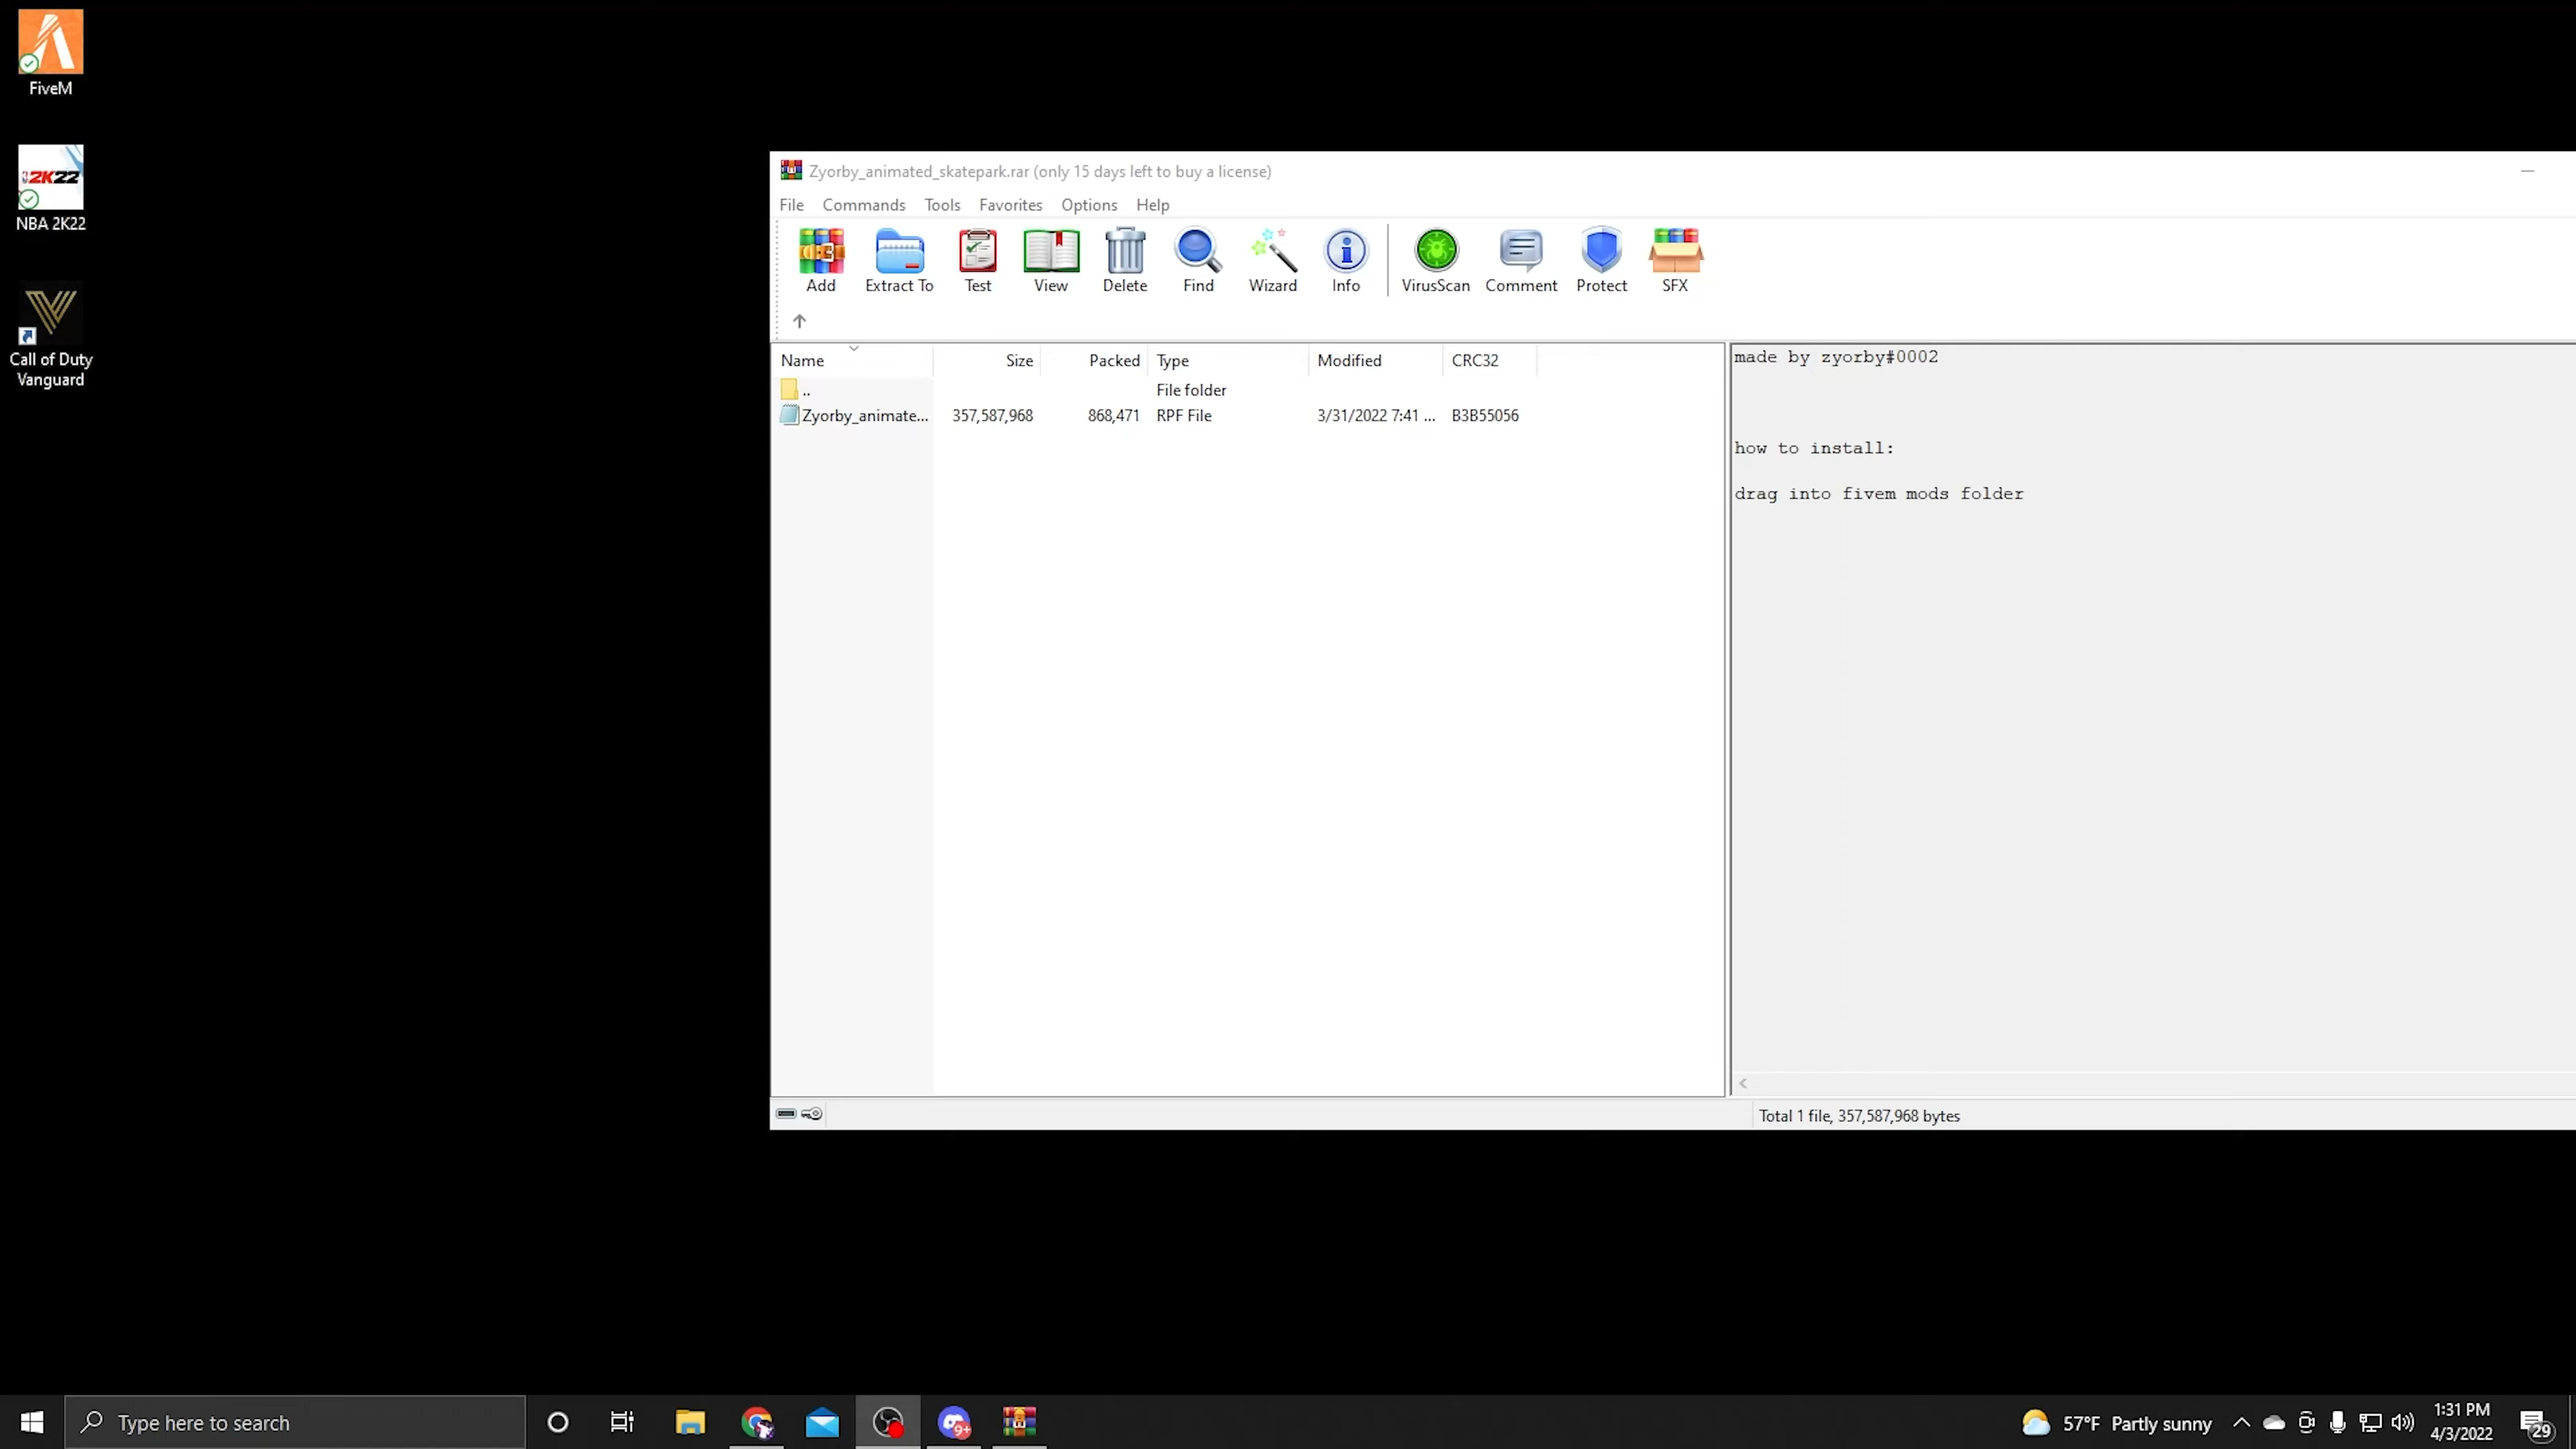 FiveM
2K22
NBA 2K22
Call of Duty
Vanguard
Zyorby_animated_skatepark.rar (only 15 days left to buy a license)
File Commands Tools Favorites Options Help
Add Extract To Test View Delete Find Wizard Info VirusScan Comment Protect SFX
Name Size Packed Type Modified CRC32
.. File folder
Zyorby_animate... 357,587,968 868,471 RPF File 3/31/2022 7:41 ... B3B55056
made by zyorby#0002
how to install:
drag into fivem mods folder
Total 1 file, 357,587,968 bytes
Type here to search
9+
57°F Partly sunny
1:31 PM
4/3/2022
29